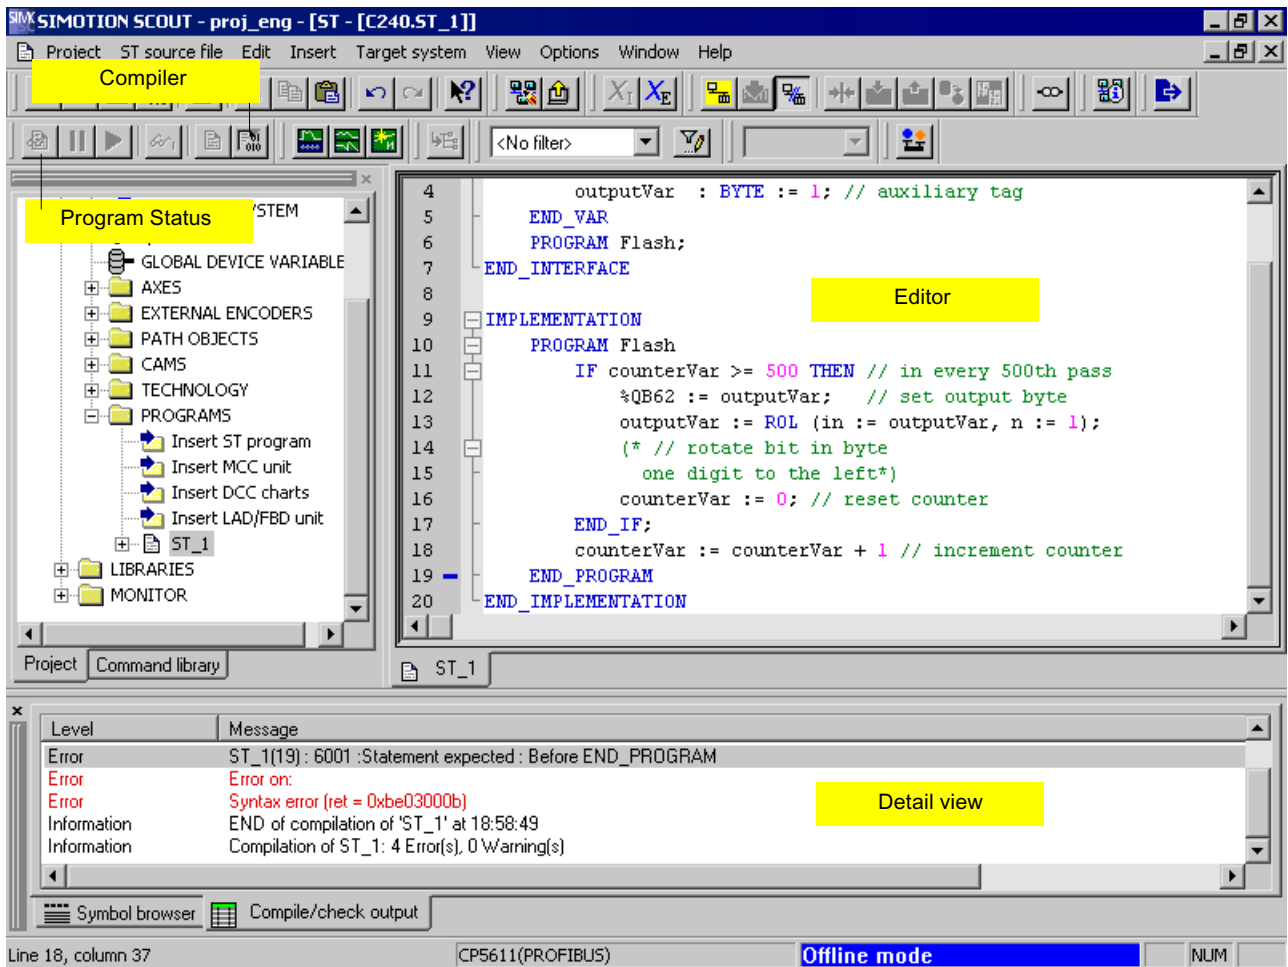 SIMOTION SCOUT - proj_eng - [ST - [C240.ST_1]]
Project ST source file Edit Insert Target system View Options Window Help
Compiler
<No filter>
Program Status
GLOBAL DEVICE VARIABLE
AXES
EXTERNAL ENCODERS
PATH OBJECTS
CAMS
TECHNOLOGY
PROGRAMS
Insert ST program
Insert MCC unit
Insert DCC charts
Insert LAD/FBD unit
ST_1
LIBRARIES
MONITOR
Project Command library
4 outputVar : BYTE := 1; // auxiliary tag
5 END_VAR
6 PROGRAM Flash;
7 END_INTERFACE
8
Editor
9 IMPLEMENTATION
10 PROGRAM Flash
11 IF counterVar >= 500 THEN // in every 500th pass
12 %QB62 := outputVar; // set output byte
13 outputVar := ROL (in := outputVar, n := 1);
14 (* // rotate bit in byte
15 one digit to the left*)
16 counterVar := 0; // reset counter
17 END_IF;
18 counterVar := counterVar + 1 // increment counter
19 END_PROGRAM
20 END_IMPLEMENTATION
ST_1
Level Message
Error ST_1(19) : 6001 :Statement expected : Before END_PROGRAM
Error Error on:
Error Syntax error (ret = 0xbe03000b)
Information END of compilation of 'ST_1' at 18:58:49
Information Compilation of ST_1: 4 Error(s), 0 Warning(s)
Detail view
Symbol browser Compile/check output
Line 18, column 37 CP5611(PROFIBUS) Offline mode NUM